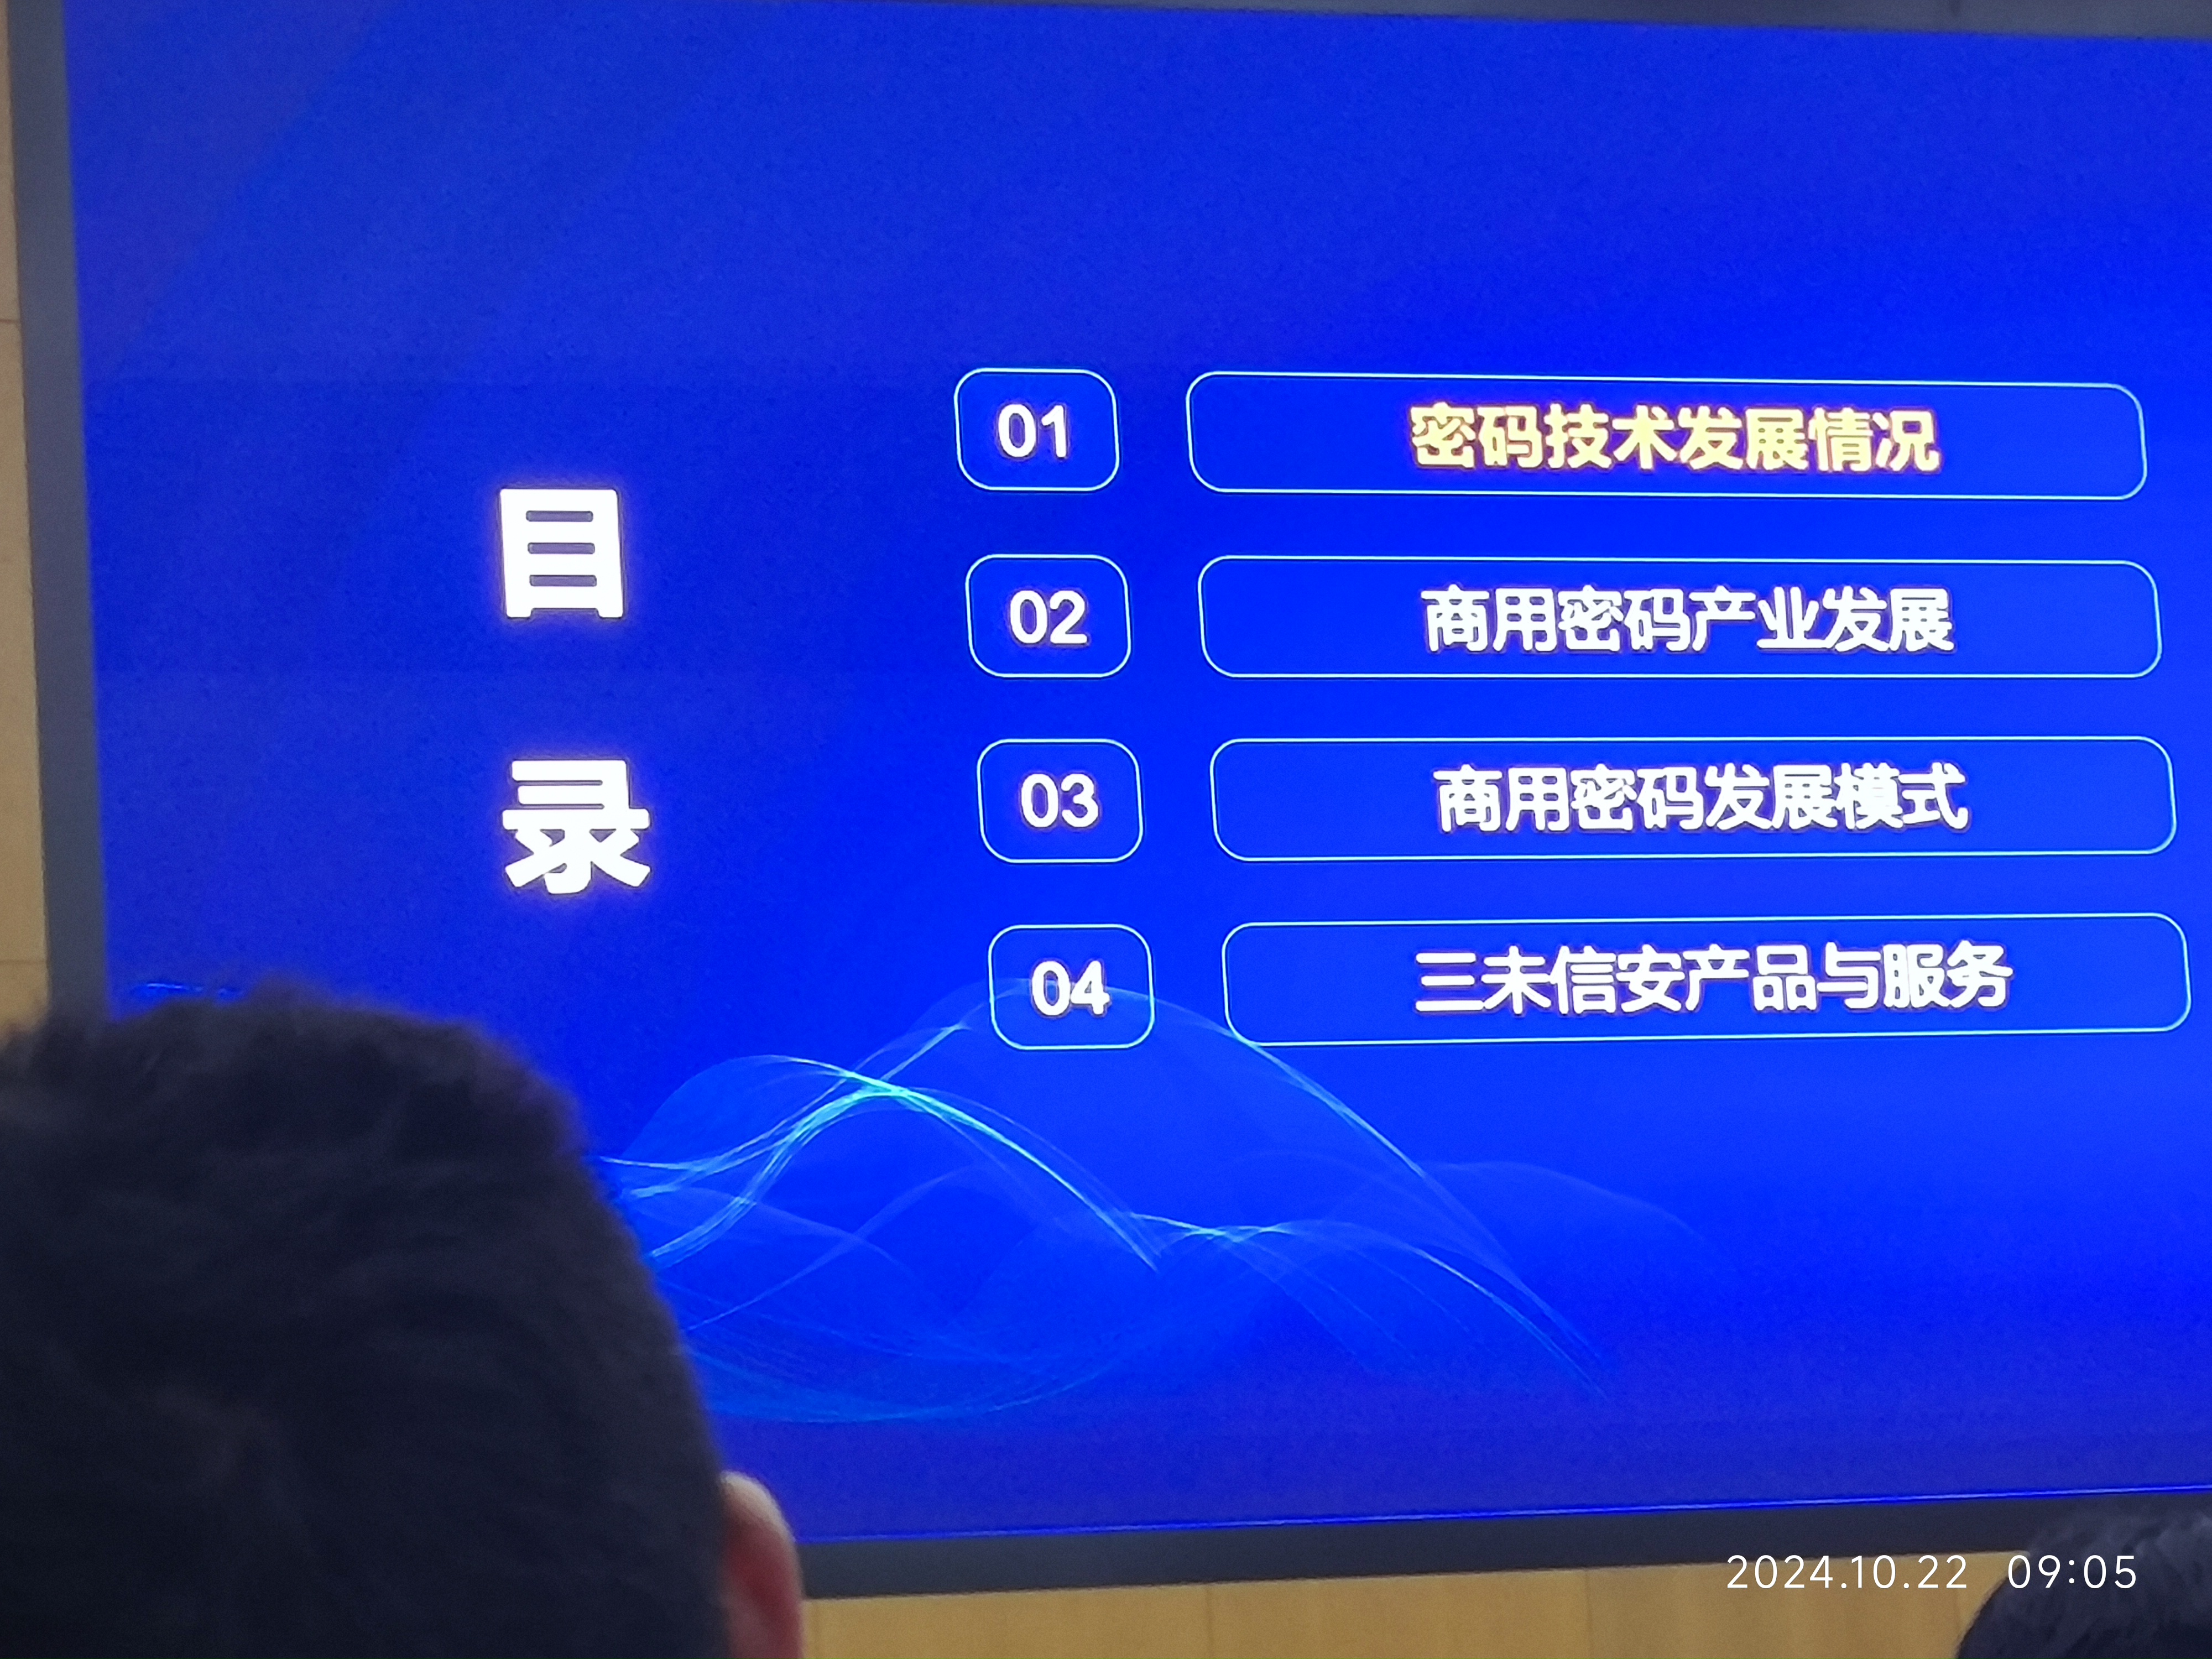 目
录
01 密码技术发展情况
02 商用密码产业发展
03 商用密码发展模式
04 三未信安产品与服务
2024.10.22 09:05